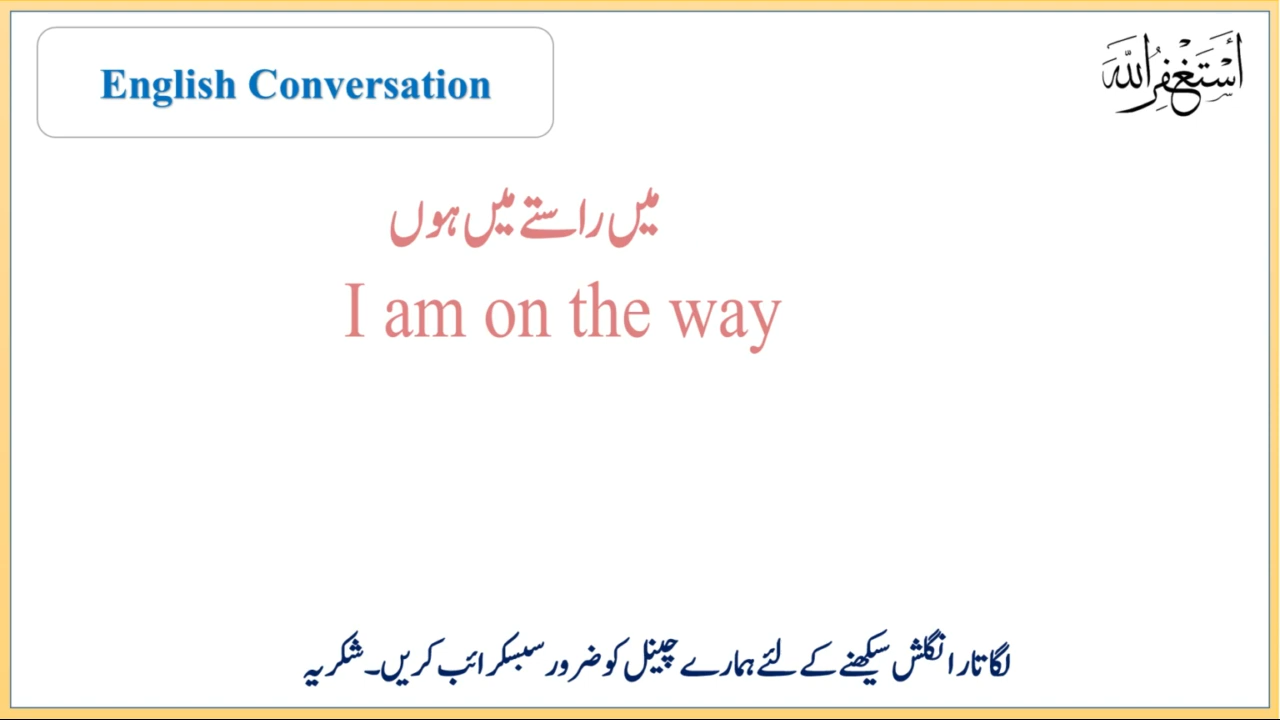 English Conversation
أَسْتَغْفِرُ اللّٰه
میں راستے میں ہوں
I am on the way
لگاتار انگلش سیکھنے کے لئے ہمارے چینل کو ضرور سبسکرائب کریں۔ شکریہ